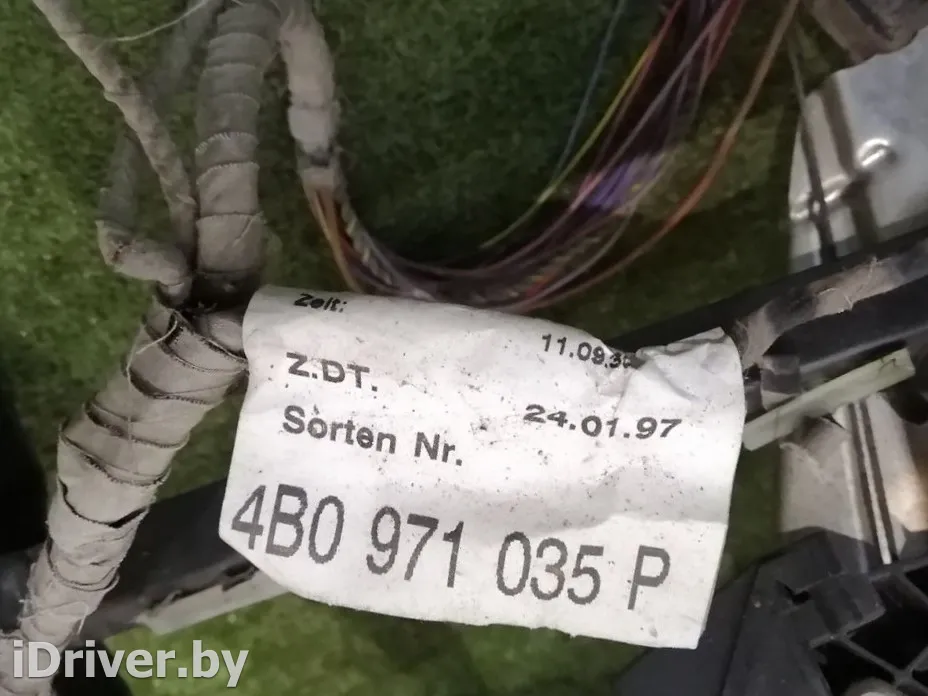 Zeit:
11.09.3
Z.DT.
24.01.97
Sorten Nr.
4B0 971 035 P
iDriver.by